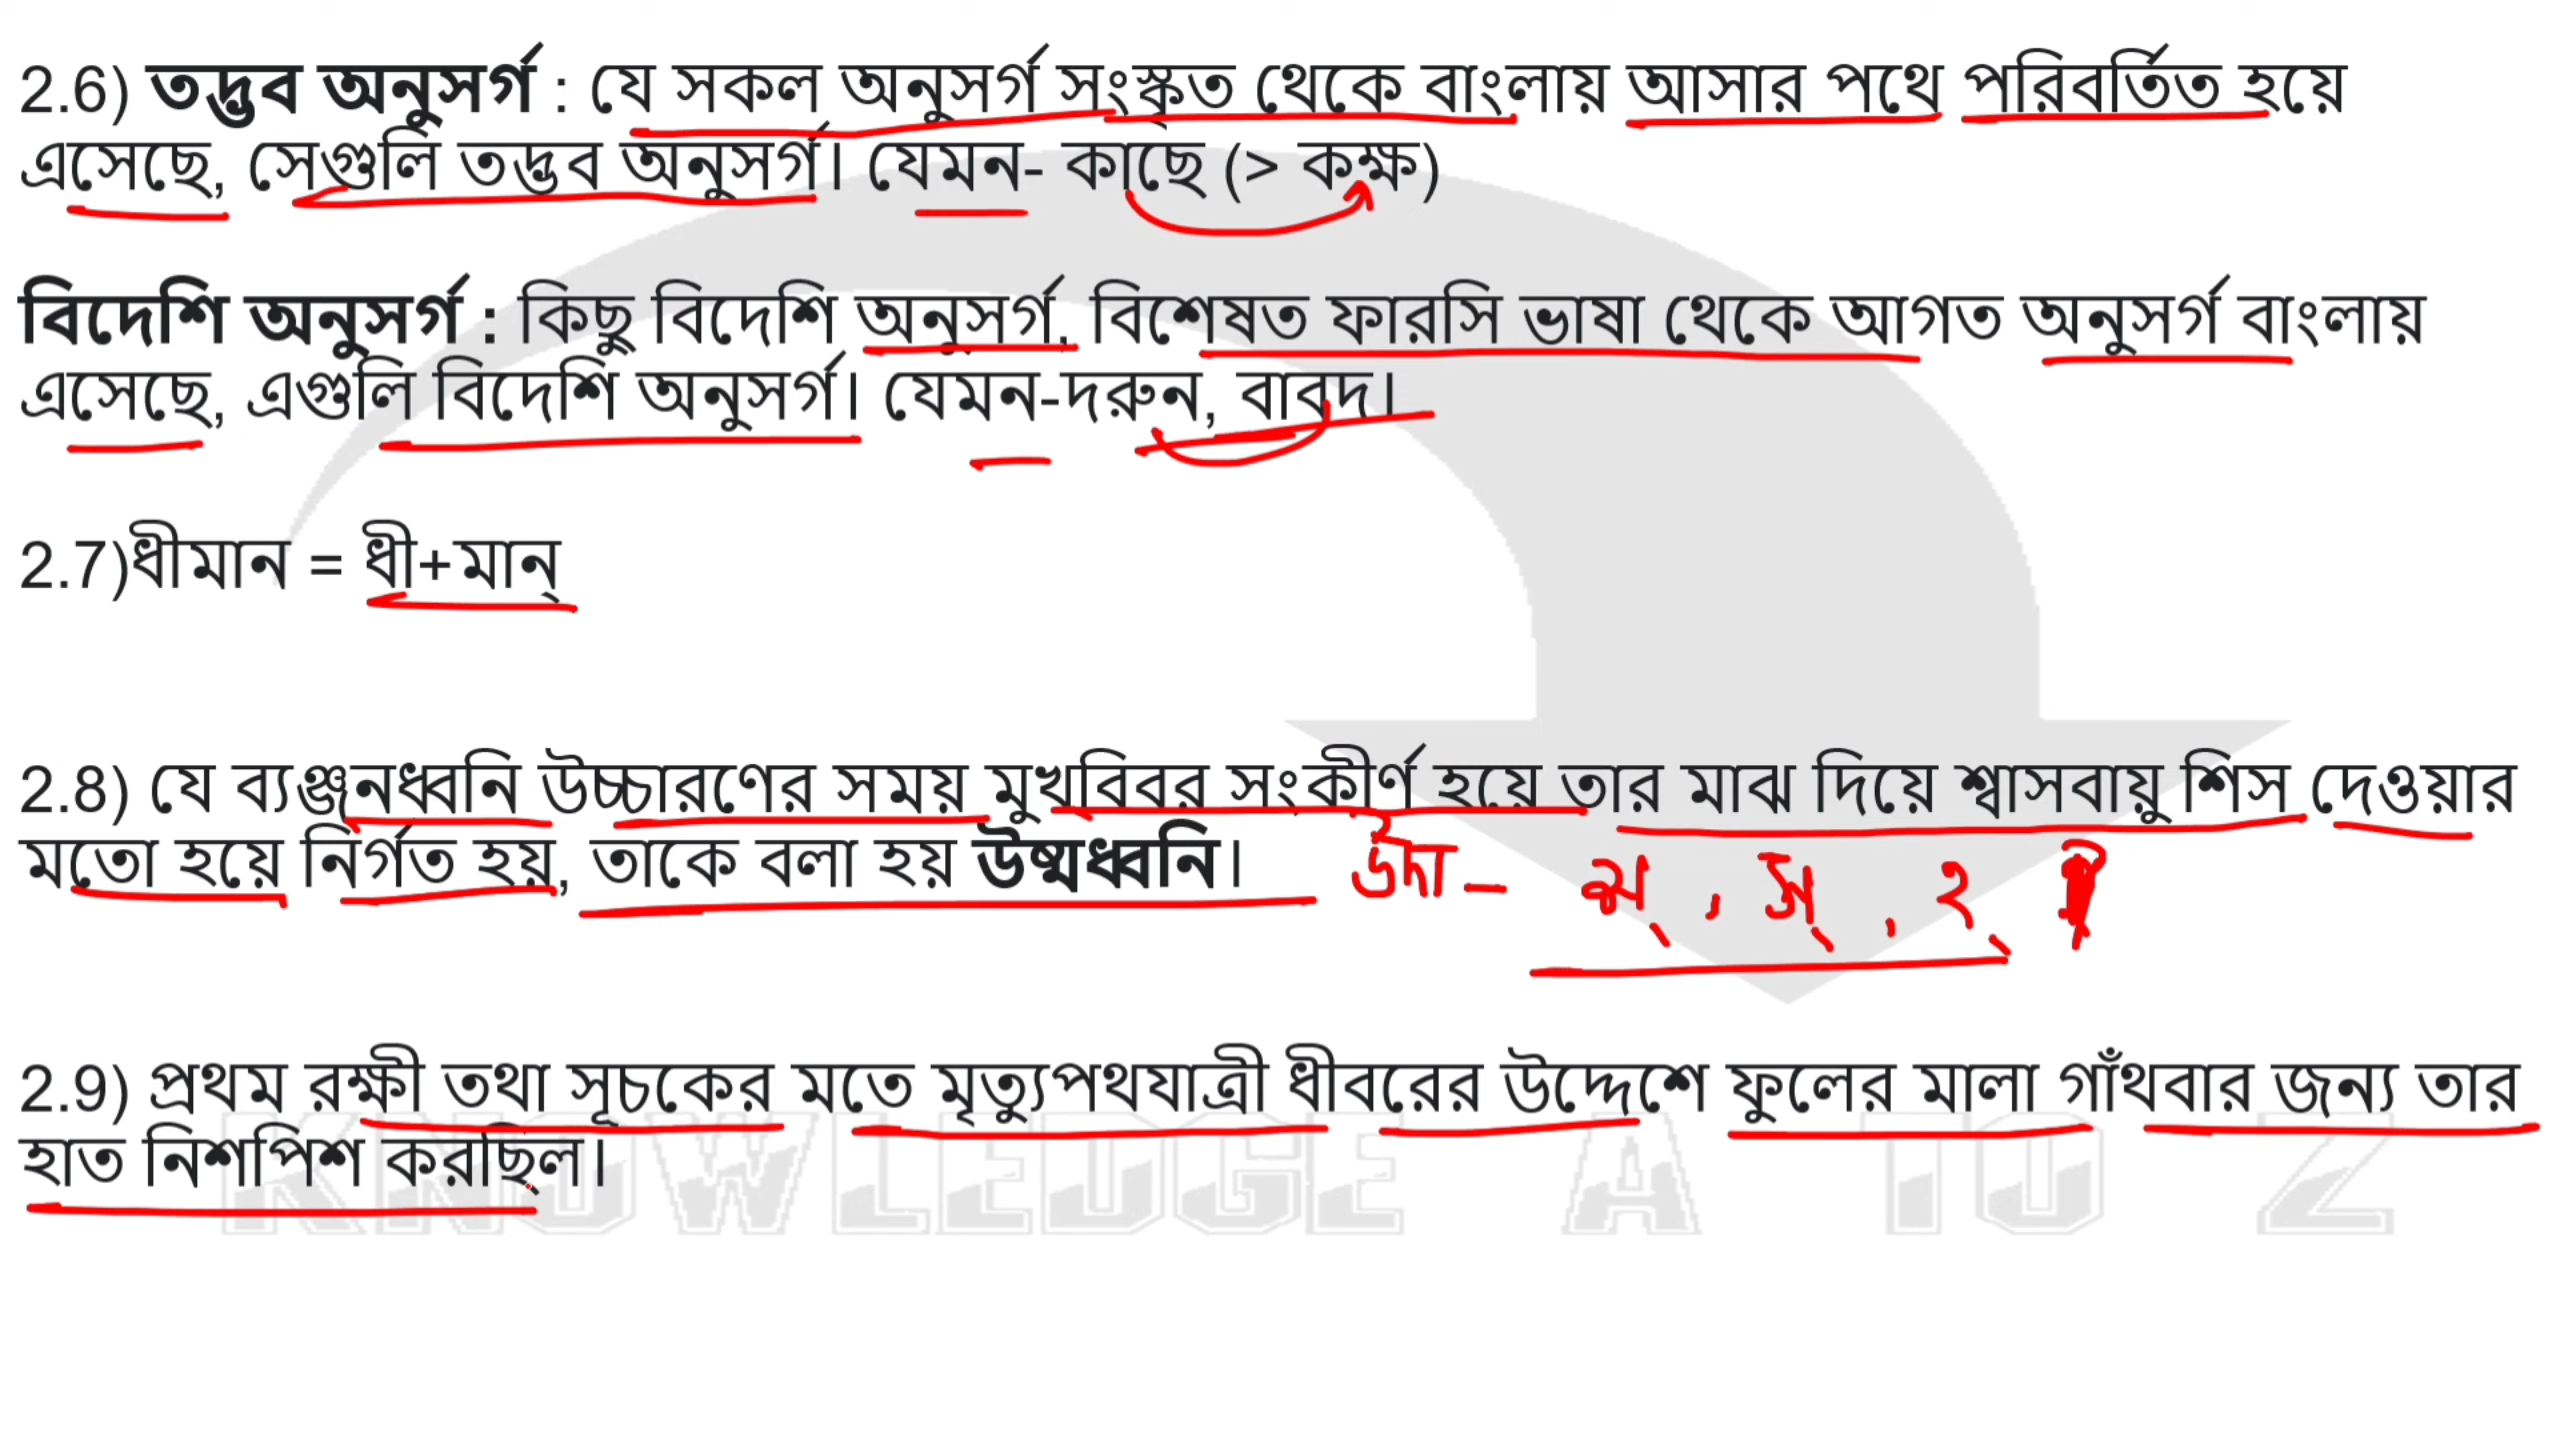 2.6) তদ্ভব অনুসর্গ : যে সকল অনুসর্গ সংস্কৃত থেকে বাংলায় আসার পথে পরিবর্তিত হয়ে
এসেছে, সেগুলি তদ্ভব অনুসর্গ। যেমন- কাছে (> কক্ষ)
বিদেশি অনুসর্গ : কিছু বিদেশি অনুসর্গ, বিশেষত ফারসি ভাষা থেকে আগত অনুসর্গ বাংলায়
এসেছে, এগুলি বিদেশি অনুসর্গ। যেমন-দরুন, বাবদ।
2.7)ধীমান = ধী+মান্
2.8) যে ব্যঞ্জনধ্বনি উচ্চারণের সময় মুখবিবর সংকীর্ণ হয়ে তার মাঝ দিয়ে শ্বাসবায়ু শিস দেওয়ার
মতো হয়ে নির্গত হয়, তাকে বলা হয় উষ্মধ্বনি।
2.9) প্রথম রক্ষী তথা সূচকের মতে মৃত্যুপথযাত্রী ধীবরের উদ্দেশে ফুলের মালা গাঁথবার জন্য তার
হাত নিশপিশ করছিল।
KNOWLEDGE A TO Z